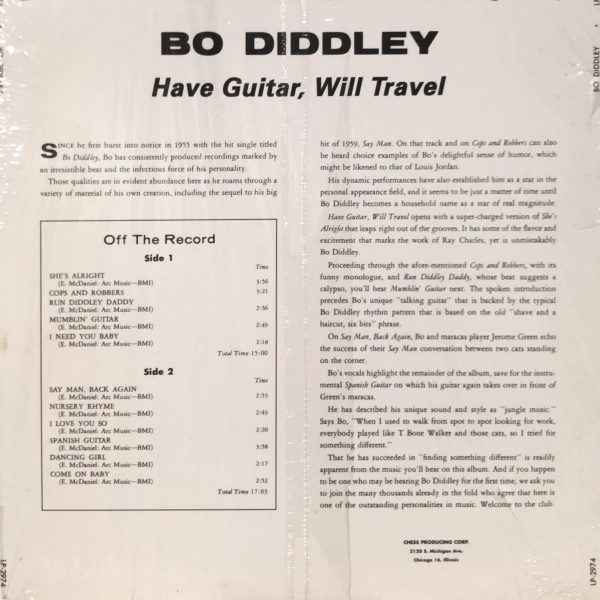 BO DIDDLEY
Have Guitar, Will Travel
SINCE he first burst into notice in 1955 with the hit single titled
Bo Diddley, Bo has consistently produced recordings marked by
an irresistible beat and the infectious force of his personality.
Those qualities are in evident abundance here as he roams through a
variety of material of his own creation, including the sequel to his big
Off The Record
Side 1
Time
SHE'S ALRIGHT
(E. McDaniel: Arc Music—BMI) 3:56
COPS AND ROBBERS 3:21
RUN DIDDLEY DADDY
(E. McDaniel: Arc Music—BMI) 2:36
MUMBLIN' GUITAR
(E. McDaniel: Arc Music—BMI) 2:49
I NEED YOU BABY
(E. McDaniel: Arc Music—BMI) 2:18
Total Time 15:00
Side 2
Time
SAY MAN, BACK AGAIN
(E. McDaniel: Arc Music—BMI) 2:53
NURSERY RHYME
(E. McDaniel: Arc Music—BMI) 2:43
I LOVE YOU SO
(E. McDaniel: Arc Music—BMI) 2:20
SPANISH GUITAR
(E. McDaniel: Arc Music—BMI) 3:58
DANCING GIRL
(E. McDaniel: Arc Music—BMI) 2:17
COME ON BABY
(E. McDaniel: Arc Music—BMI) 2:52
Total Time 17:03
hit of 1959, Say Man. On that track and on Cops and Robbers can also
be heard choice examples of Bo's delightful sense of humor, which
might be likened to that of Louis Jordan.
His dynamic performances have also established him as a star in the
personal appearance field, and it seems to be just a matter of time until
Bo Diddley becomes a household name as a star of real magnitude.
Have Guitar, Will Travel opens with a super-charged version of She's
Alright that leaps right out of the grooves. It has some of the flavor and
excitement that marks the work of Ray Charles, yet is unmistakably
Bo Diddley.
Proceeding through the afore-mentioned Cops and Robbers, with its
funny monologue, and Run Diddley Daddy, whose beat suggests a
calypso, you'll hear Mumblin' Guitar next. The spoken introduction
precedes Bo's unique "talking guitar" that is backed by the typical
Bo Diddley rhythm pattern that is based on the old "shave and a
haircut, six bits" phrase.
On Say Man, Back Again, Bo and maracas player Jerome Green echo
the success of their Say Man conversation between two cats standing
on the corner.
Bo's vocals highlight the remainder of the album, save for the instru-
mental Spanish Guitar on which his guitar again takes over in front of
Green's maracas.
He has described his unique sound and style as "jungle music."
Says Bo, "When I used to walk from spot to spot looking for work,
everybody played like T Bone Walker and those cats, so I tried for
something different."
That he has succeeded in "finding something different" is readily
apparent from the music you'll hear on this album. And if you happen
to be one who may be hearing Bo Diddley for the first time, we ask you
to join the many thousands already in the fold who agree that here is
one of the outstanding personalities in music. Welcome to the club.
CHESS PRODUCING CORP.
2120 S. Michigan Ave.
Chicago 16, Illinois
LP-2974
LP-2974
BO DIDDLEY